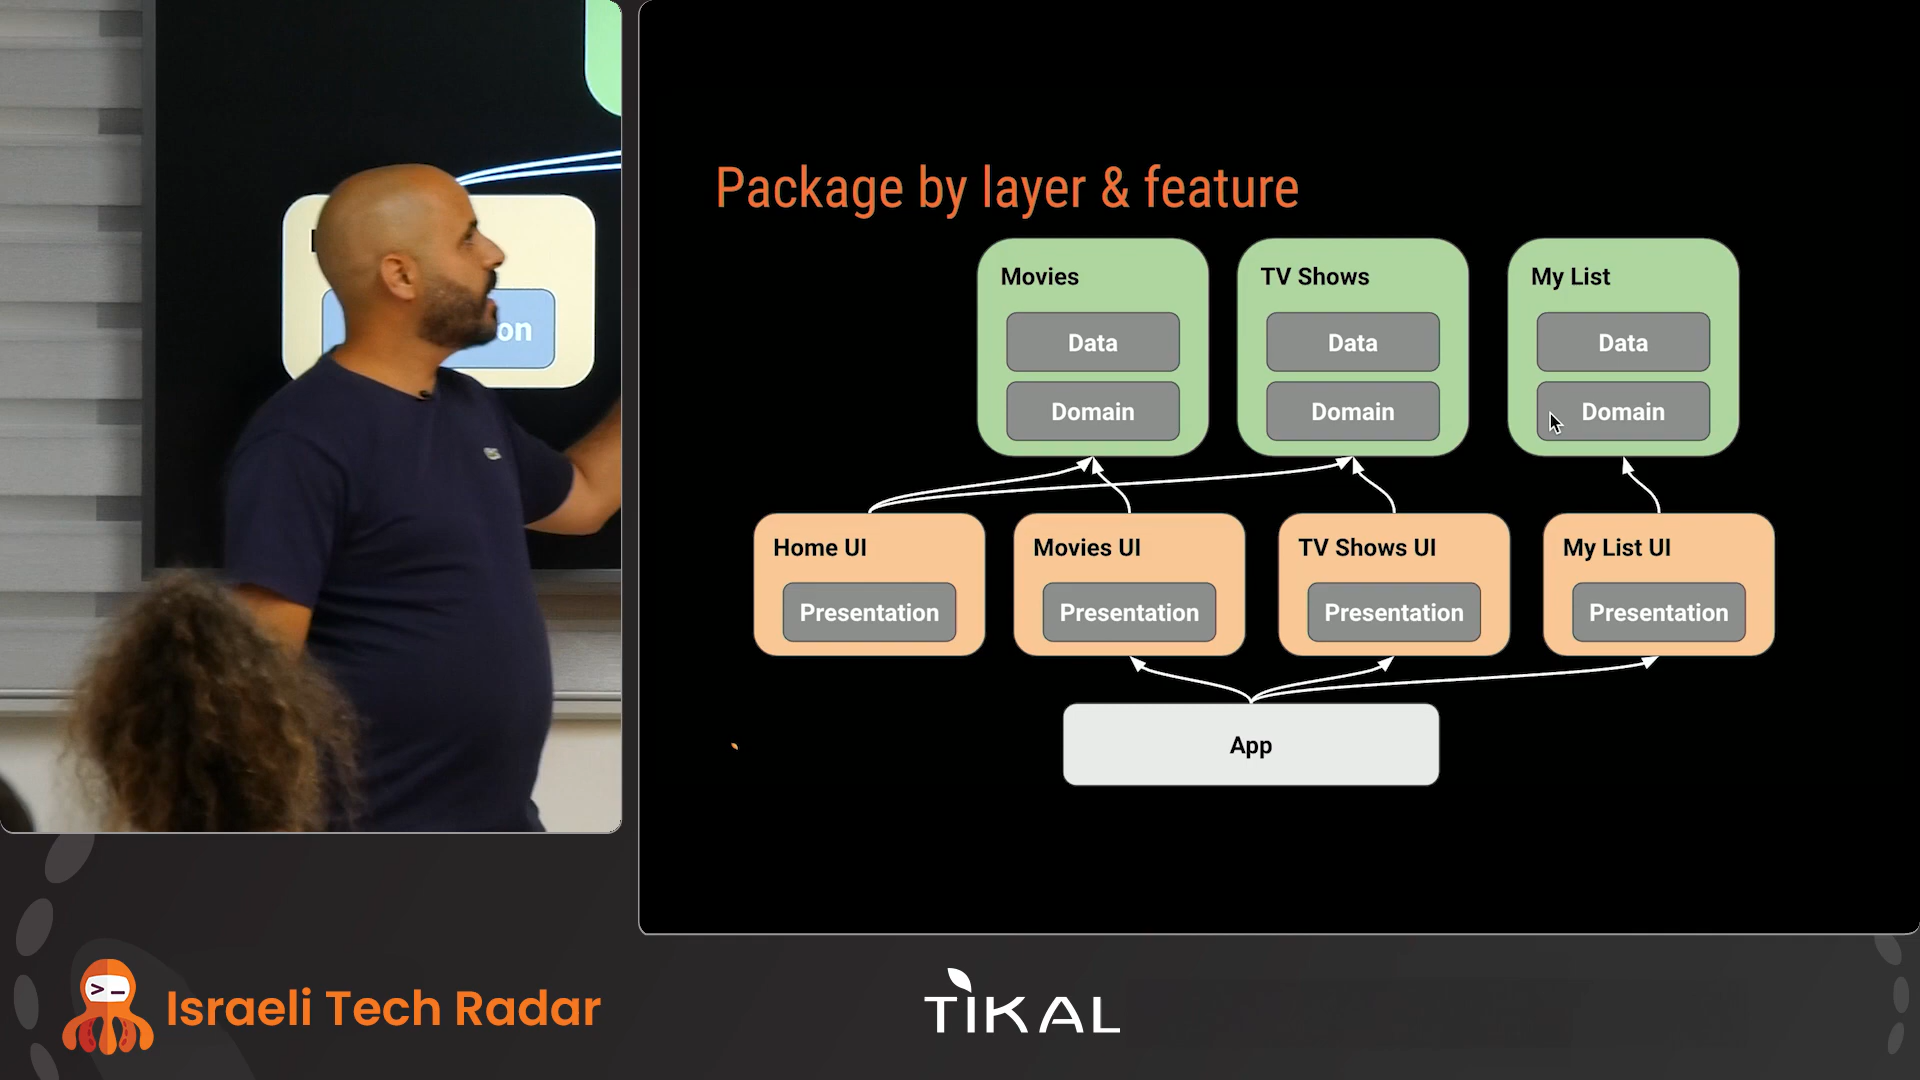 on
Package by layer & feature
Movies
TV Shows
My List
Data
Data
Data
Domain
Domain
Domain
Home UI
Movies UI
TV Shows UI
My List UI
Presentation
Presentation
Presentation
Presentation
App
>_
Israeli Tech Radar
TIKAL